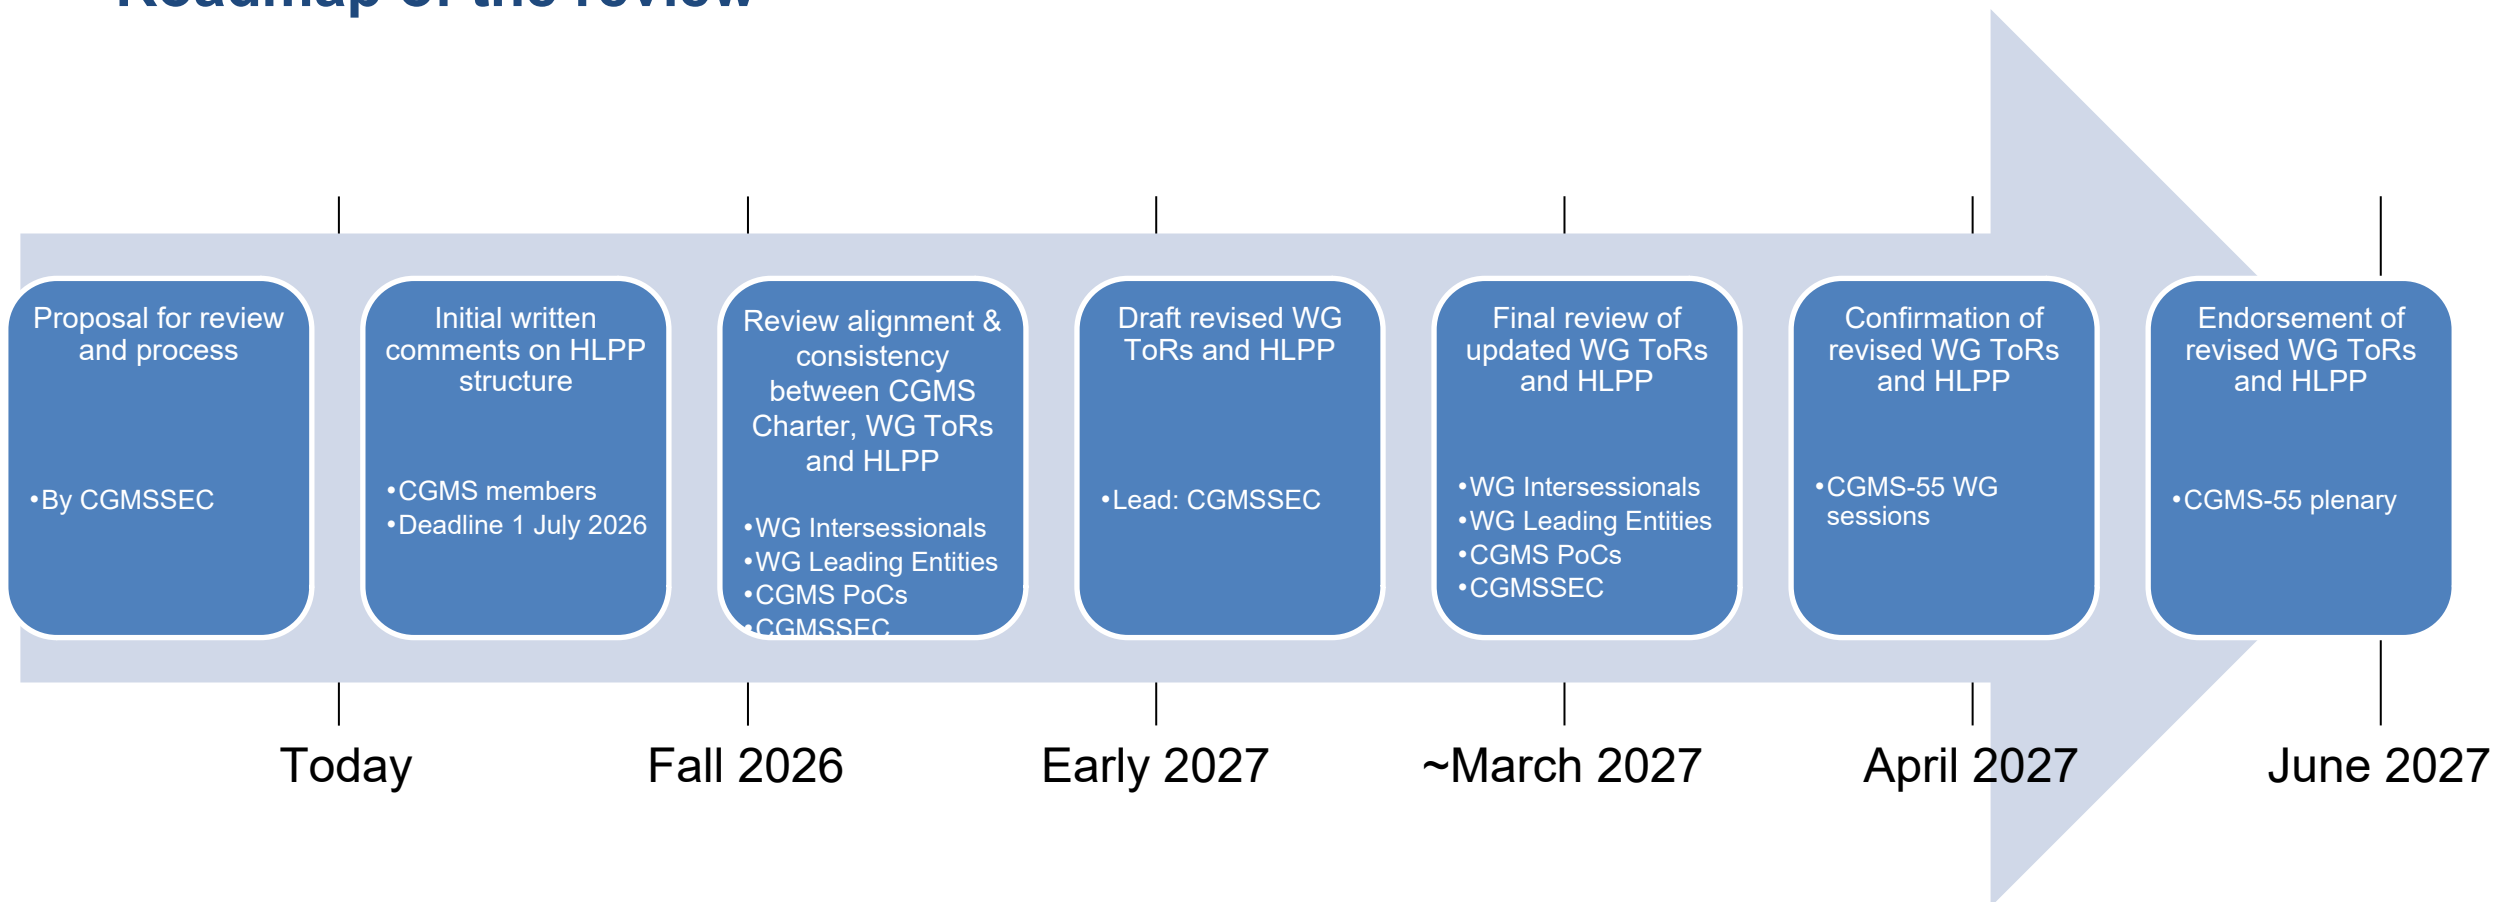 Roadmap of the review
Proposal for review
and process
•By CGMSSEC
Initial written
comments on HLPP
structure
•CGMS members
•Deadline 1 July 2026
Review alignment &
consistency
between CGMS
Charter, WG ToRs
and HLPP
•WG Intersessionals
•WG Leading Entities
•CGMS PoCs
•CGMSSEC
Draft revised WG
ToRs and HLPP
•Lead: CGMSSEC
Final review of
updated WG ToRs
and HLPP
•WG Intersessionals
•WG Leading Entities
•CGMS PoCs
•CGMSSEC
Confirmation of
revised WG ToRs
and HLPP
•CGMS-55 WG
sessions
Endorsement of
revised WG ToRs
and HLPP
•CGMS-55 plenary
Today
Fall 2026
Early 2027
~March 2027
April 2027
June 2027